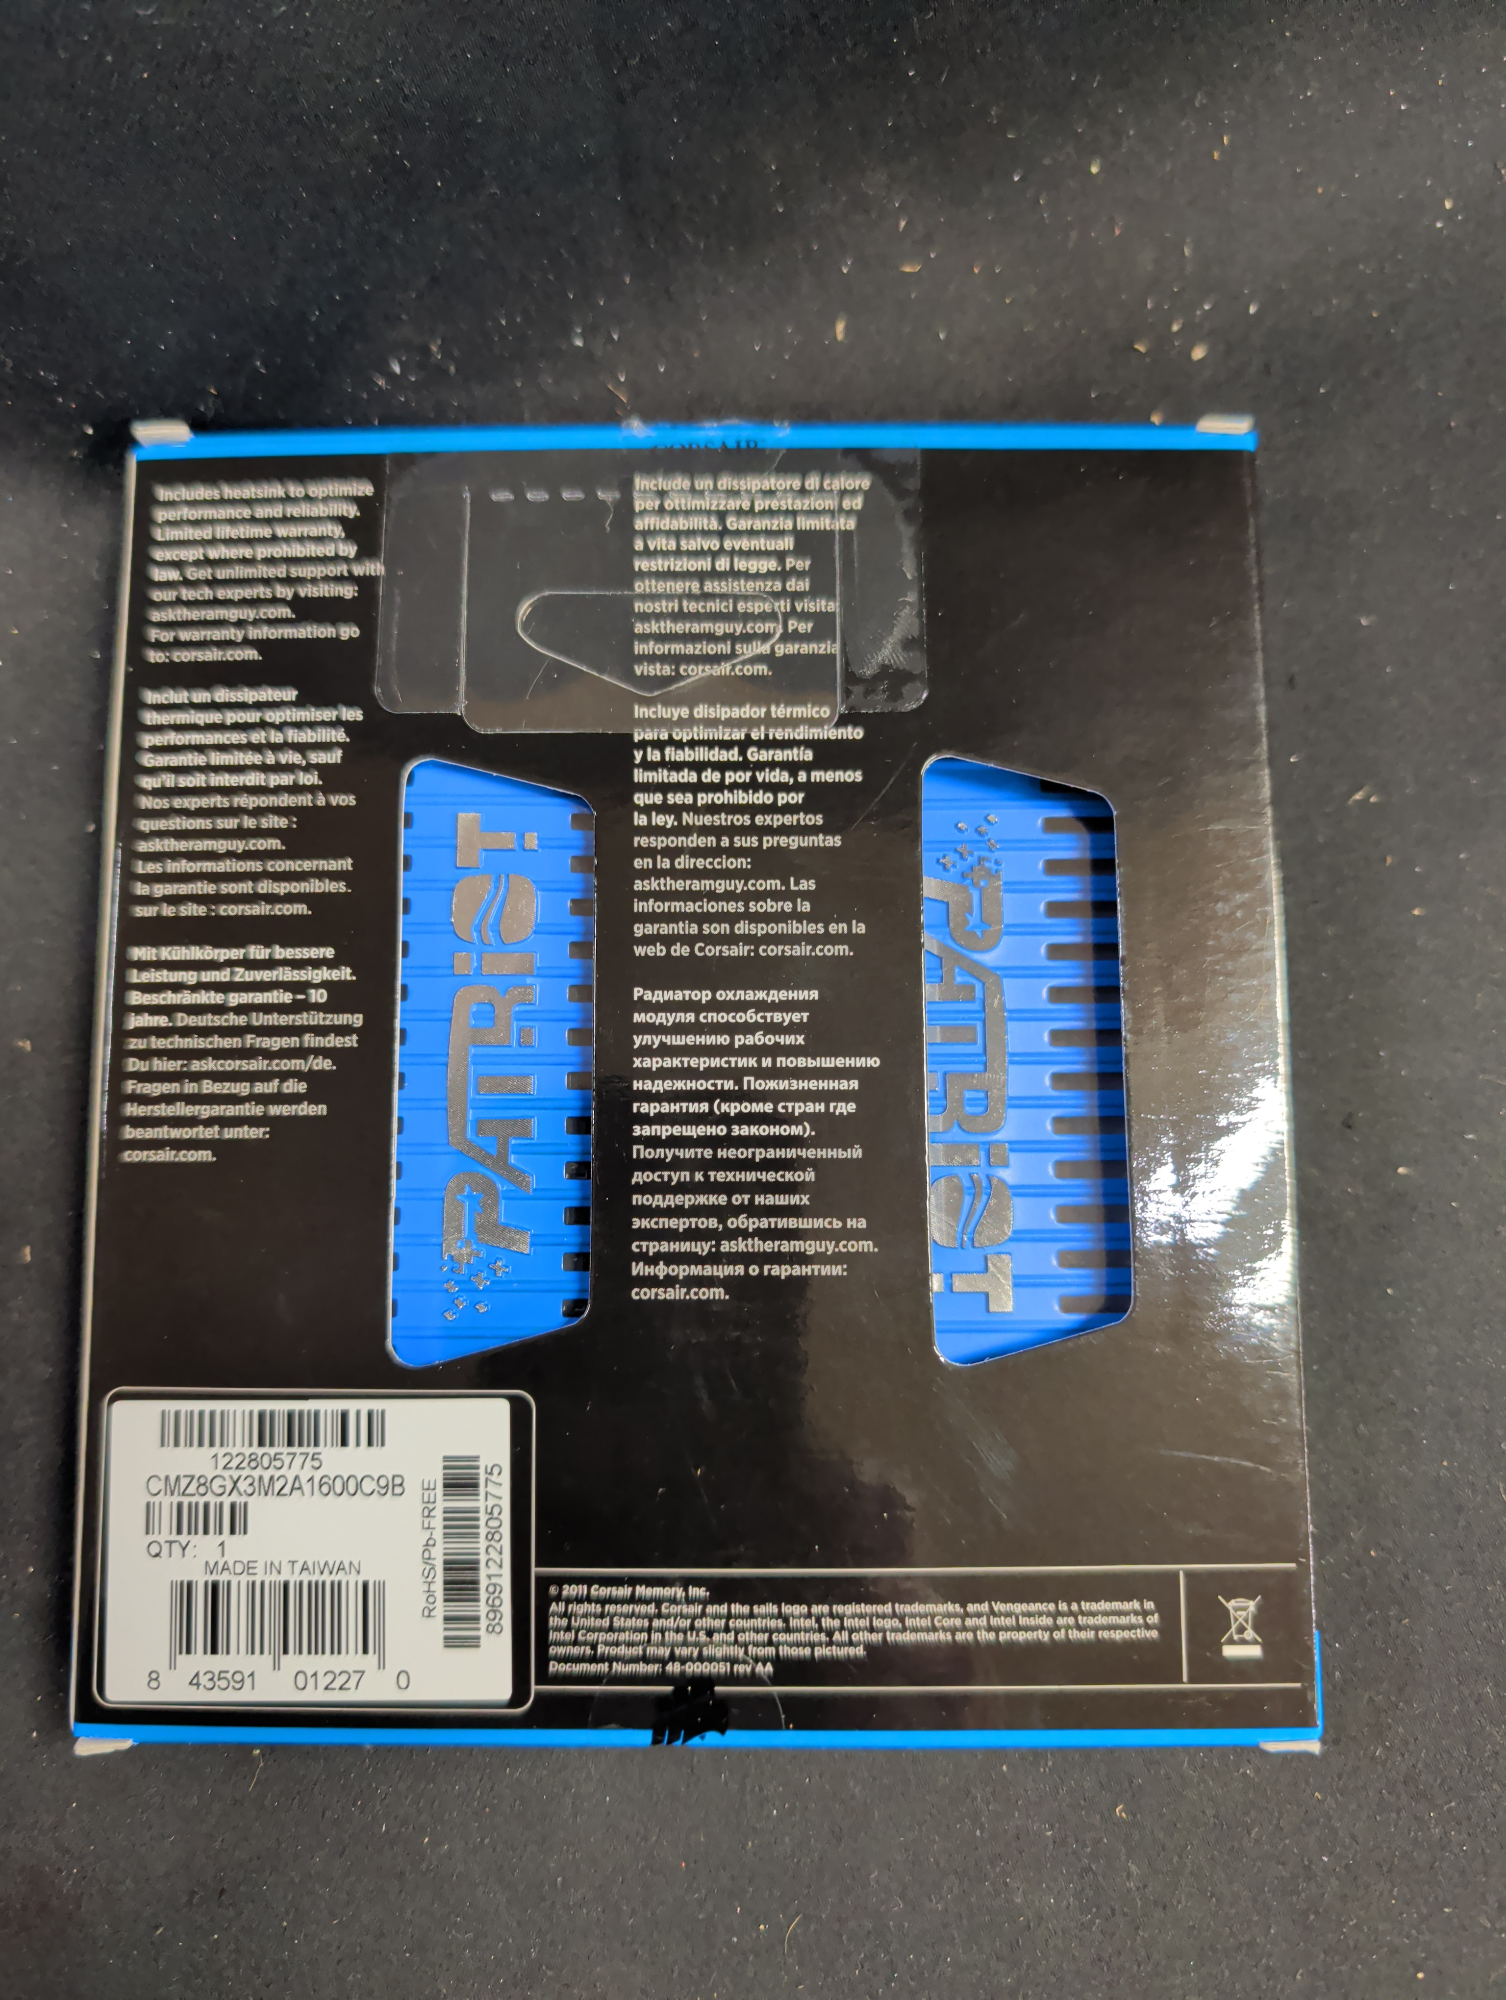 CORSAIR
Includes heatsink to optimize
performance and reliability.
Limited lifetime warranty,
except where prohibited by
law. Get unlimited support with
our tech experts by visiting:
asktheramguy.com.
For warranty information go
to: corsair.com.
Inclut un dissipateur
thermique pour optimiser les
performances et la fiabilité.
Garantie limitée à vie, sauf
qu'il soit interdit par loi.
Nos experts répondent à vos
questions sur le site :
asktheramguy.com.
Les informations concernant
la garantie sont disponibles.
sur le site : corsair.com.
Mit Kühlkörper für bessere
Leistung und Zuverlässigkeit.
Beschränkte garantie – 10
jahre. Deutsche Unterstützung
zu technischen Fragen findest
Du hier: askcorsair.com/de.
Fragen in Bezug auf die
Herstellergarantie werden
beantwortet unter:
corsair.com.
PATRiOT
Include un dissipatore di calore
per ottimizzare prestazioni ed
affidabilità. Garanzia limitata
a vita salvo eventuali
restrizioni di legge. Per
ottenere assistenza dai
nostri tecnici esperti visita
asktheramguy.com. Per
informazioni sulla garanzia
vista: corsair.com.
Incluye disipador térmico
para optimizar el rendimiento
y la fiabilidad. Garantía
limitada de por vida, a menos
que sea prohibido por
la ley. Nuestros expertos
responden a sus preguntas
en la direccion:
asktheramguy.com. Las
informaciones sobre la
garantia son disponibles en la
web de Corsair: corsair.com.
Радиатор охлаждения
модуля способствует
улучшению рабочих
характеристик и повышению
надежности. Пожизненная
гарантия (кроме стран где
запрещено законом).
Получите неограниченный
доступ к технической
поддержке от наших
экспертов, обратившись на
страницу: asktheramguy.com.
Информация о гарантии:
corsair.com.
PATRiOT
122805775
CMZ8GX3M2A1600C9B
QTY: 1
MADE IN TAIWAN
8 43591 01227 0
RoHS/Pb-FREE
8969122805775
© 2011 Corsair Memory, Inc.
All rights reserved. Corsair and the sails logo are registered trademarks, and Vengeance is a trademark in
the United States and/or other countries. Intel, the Intel logo, Intel Core and Intel Inside are trademarks of
Intel Corporation in the U.S. and other countries. All other trademarks are the property of their respective
owners. Product may vary slightly from those pictured.
Document Number: 48-000051 rev AA